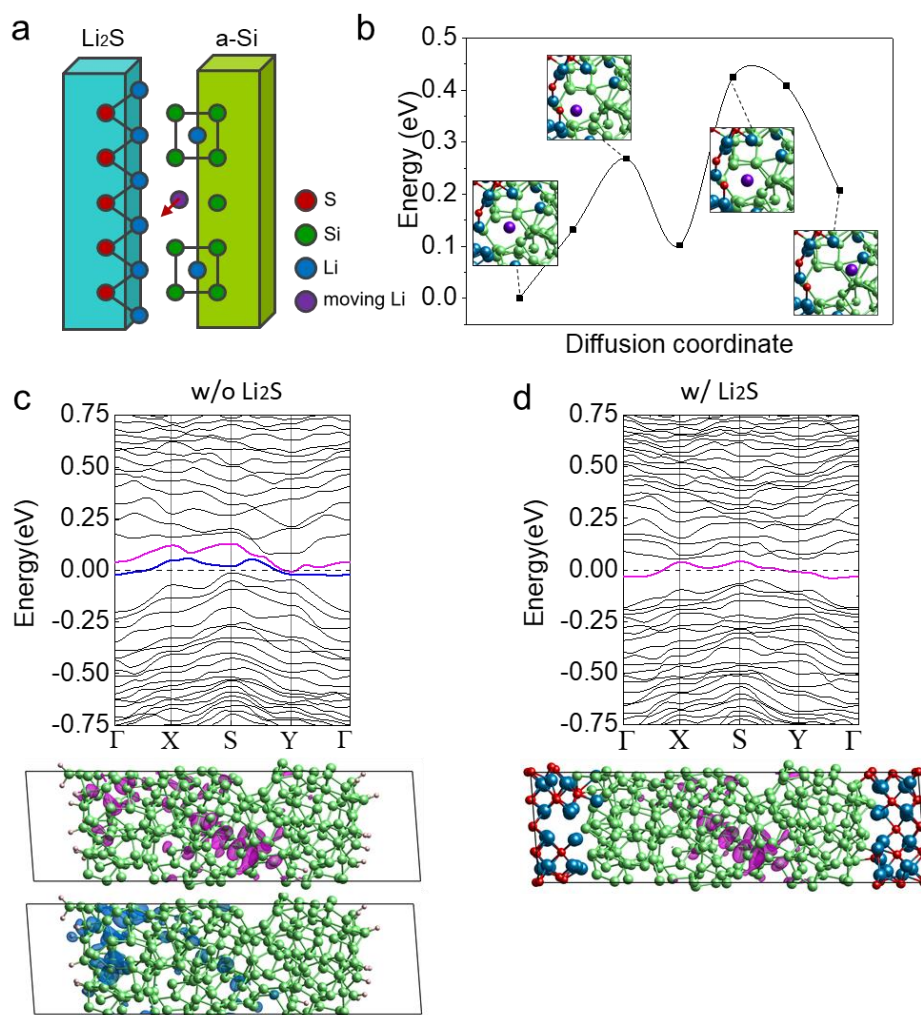 a
Li₂S
a-Si
S
Si
Li
moving Li
b
0.5
0.4
0.3
0.2
0.1
0.0
Energy (eV)
Diffusion coordinate
c
w/o Li₂S
0.75
0.50
0.25
0.00
-0.25
-0.50
-0.75
Energy(eV)
Γ X S Y Γ
d
w/ Li₂S
0.75
0.50
0.25
0.00
-0.25
-0.50
-0.75
Energy(eV)
Γ X S Y Γ